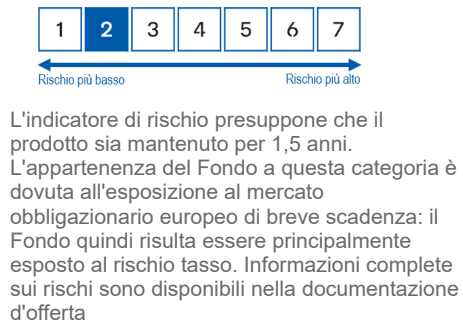 1 2 3 4 5 6 7
Rischio più basso Rischio più alto
L'indicatore di rischio presuppone che il
prodotto sia mantenuto per 1,5 anni.
L'appartenenza del Fondo a questa categoria è
dovuta all'esposizione al mercato
obbligazionario europeo di breve scadenza: il
Fondo quindi risulta essere principalmente
esposto al rischio tasso. Informazioni complete
sui rischi sono disponibili nella documentazione
d'offerta